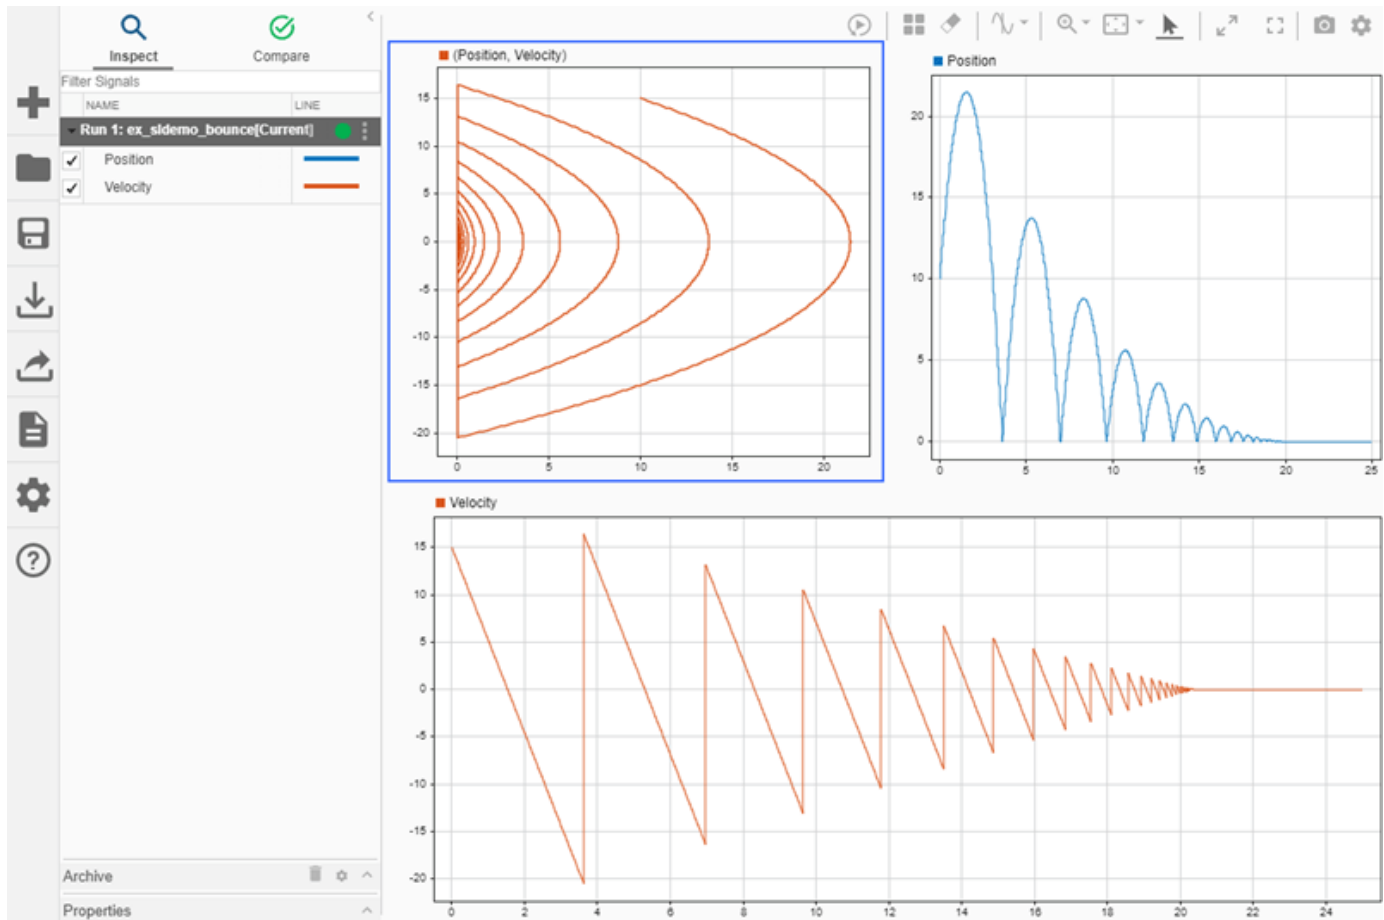 Inspect
Compare
Filter Signals
NAME
LINE
Run 1: ex_sldemo_bounce[Current]
Position
Velocity
Archive
Properties
(Position, Velocity)
15
10
5
0
-5
-10
-15
-20
0 5 10 15 20
Position
20
15
10
5
0
0 5 10 15 20 25
Velocity
15
10
5
0
-5
-10
-15
-20
0 2 4 6 8 10 12 14 16 18 20 22 24